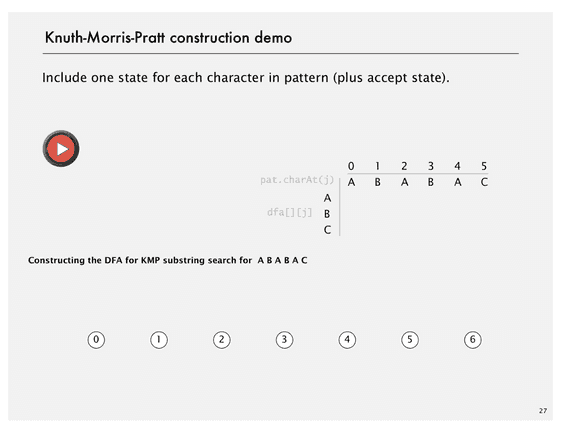 Knuth-Morris-Pratt construction demo
Include one state for each character in pattern (plus accept state).
0 1 2 3 4 5
pat.charAt(j) A B A B A C
A
dfa[][j] B
C
Constructing the DFA for KMP substring search for A B A B A C
0 1 2 3 4 5 6
27